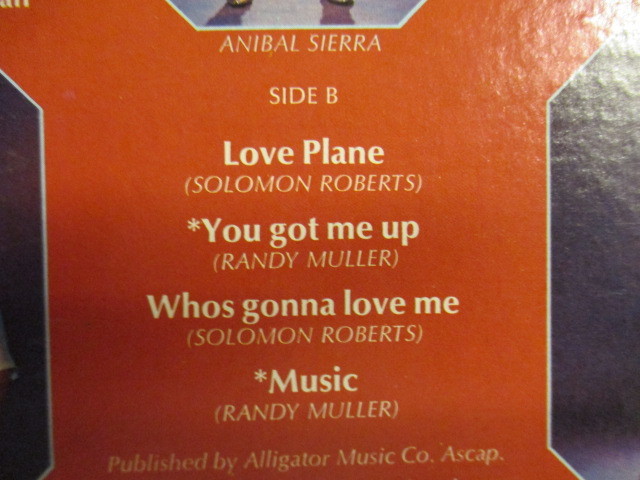 ANIBAL SIERRA
SIDE B
Love Plane
(SOLOMON ROBERTS)
*You got me up
(RANDY MULLER)
Whos gonna love me
(SOLOMON ROBERTS)
*Music
(RANDY MULLER)
Published by Alligator Music Co. Ascap.